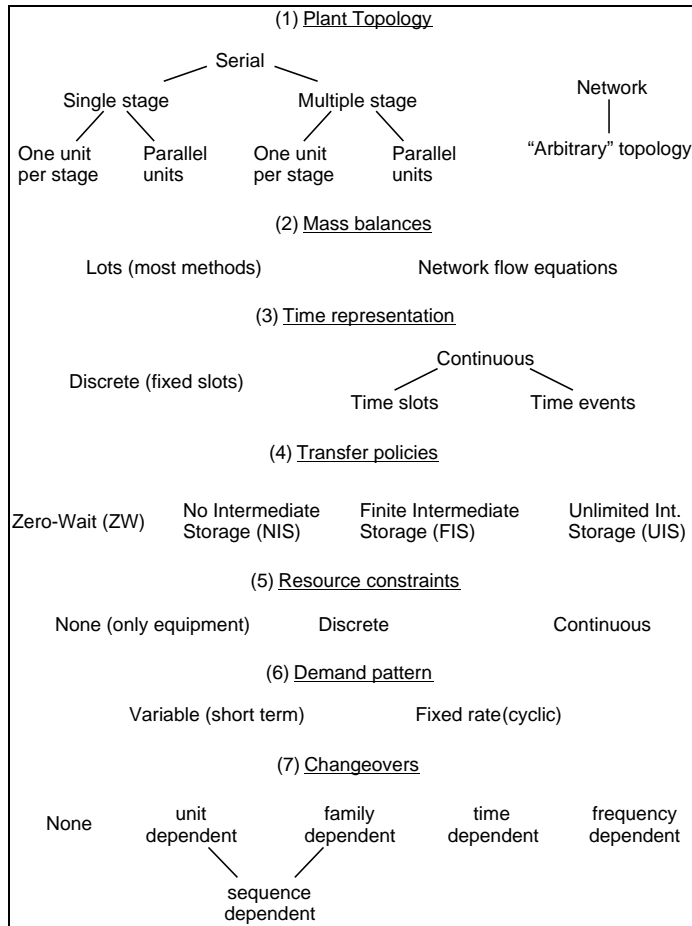 (1) Plant Topology
Serial
Single stage
Multiple stage
Network
One unit
per stage
Parallel
units
One unit
per stage
Parallel
units
“Arbitrary” topology
(2) Mass balances
Lots (most methods)
Network flow equations
(3) Time representation
Discrete (fixed slots)
Continuous
Time slots
Time events
(4) Transfer policies
Zero-Wait (ZW)
No Intermediate
Storage (NIS)
Finite Intermediate
Storage (FIS)
Unlimited Int.
Storage (UIS)
(5) Resource constraints
None (only equipment)
Discrete
Continuous
(6) Demand pattern
Variable (short term)
Fixed rate(cyclic)
(7) Changeovers
None
unit
dependent
family
dependent
time
dependent
frequency
dependent
sequence
dependent